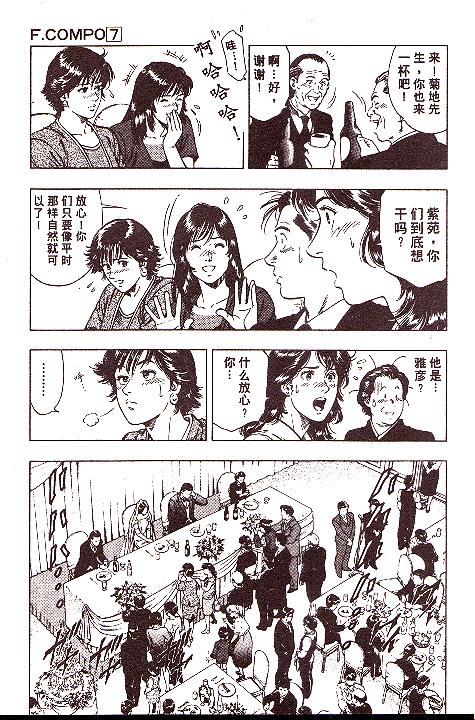 F.COMPO 7
来！菊地先
生，你也来
一杯吧！
啊…好，
谢谢！
哇……
啊哈哈哈！
紫苑，你
们到底想
干吗？
放心！你
们只要像平时
那样自然就可
以了！
他是…
雅彦？
什么放心？
你…
………